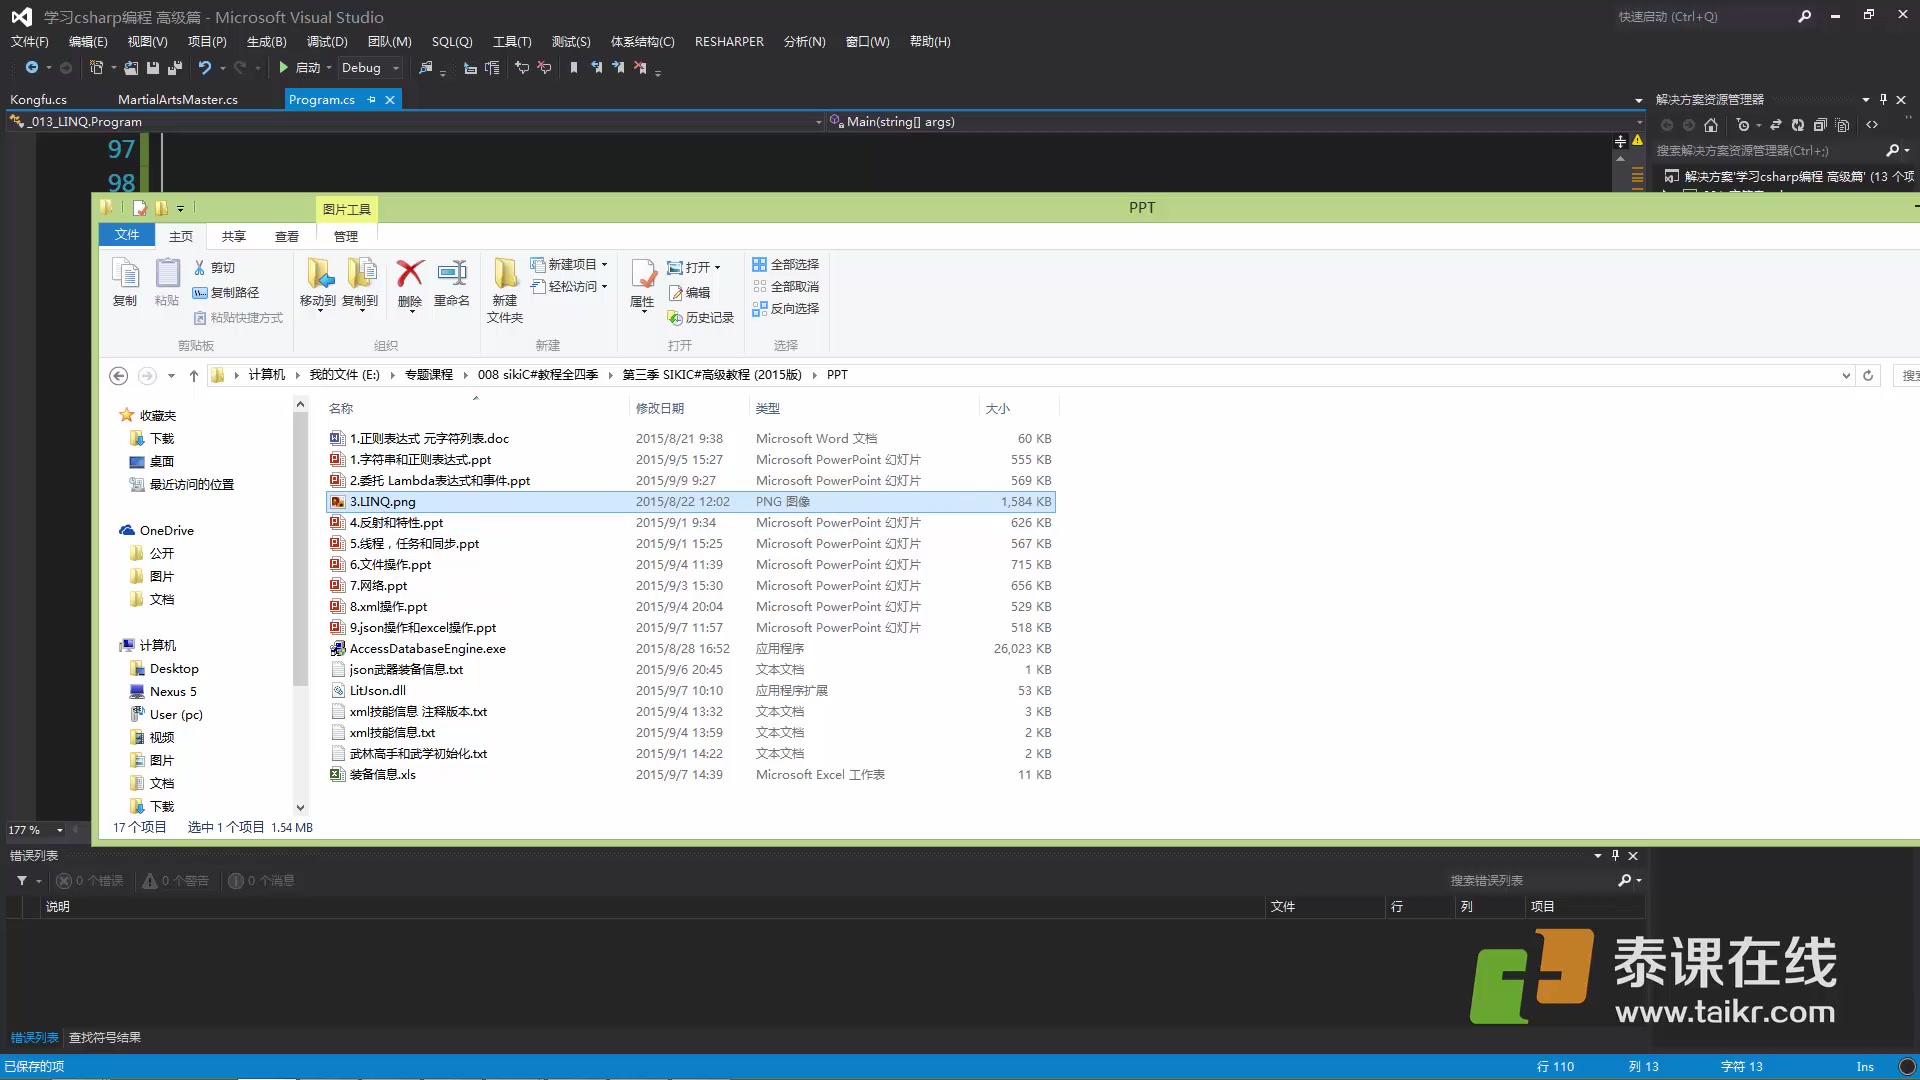 学习csharp编程 高级篇 - Microsoft Visual Studio
快速启动 (Ctrl+Q)
文件(F) 编辑(E) 视图(V) 项目(P) 生成(B) 调试(D) 团队(M) SQL(Q) 工具(T) 测试(S) 体系结构(C) RESHARPER 分析(N) 窗口(W) 帮助(H)
启动 Debug
Kongfu.cs MartialArtsMaster.cs Program.cs
解决方案资源管理器
_013_LINQ.Program
Main(string[] args)
搜索解决方案资源管理器(Ctrl+;)
97
98
解决方案'学习csharp编程 高级篇' (13 个项
图片工具
PPT
文件 主页 共享 查看 管理
复制 粘贴 剪切 复制路径 粘贴快捷方式
移动到 复制到 删除 重命名
新建文件夹 新建项目 轻松访问
属性 打开 编辑 历史记录
全部选择 全部取消 反向选择
剪贴板 组织 新建 打开 选择
计算机 我的文件 (E:) 专题课程 008 sikiC#教程全四季 第三季 SIKIC#高级教程 (2015版) PPT
搜索
收藏夹
下载
桌面
最近访问的位置
OneDrive
公开
图片
文档
计算机
Desktop
Nexus 5
User (pc)
视频
图片
文档
下载
名称 修改日期 类型 大小
1.正则表达式 元字符列表.doc 2015/8/21 9:38 Microsoft Word 文档 60 KB
1.字符串和正则表达式.ppt 2015/9/5 15:27 Microsoft PowerPoint 幻灯片 555 KB
2.委托 Lambda表达式和事件.ppt 2015/9/9 9:27 Microsoft PowerPoint 幻灯片 569 KB
3.LINQ.png 2015/8/22 12:02 PNG 图像 1,584 KB
4.反射和特性.ppt 2015/9/1 9:34 Microsoft PowerPoint 幻灯片 626 KB
5.线程，任务和同步.ppt 2015/9/1 15:25 Microsoft PowerPoint 幻灯片 567 KB
6.文件操作.ppt 2015/9/4 11:39 Microsoft PowerPoint 幻灯片 715 KB
7.网络.ppt 2015/9/3 15:30 Microsoft PowerPoint 幻灯片 656 KB
8.xml操作.ppt 2015/9/4 20:04 Microsoft PowerPoint 幻灯片 529 KB
9.json操作和excel操作.ppt 2015/9/7 11:57 Microsoft PowerPoint 幻灯片 518 KB
AccessDatabaseEngine.exe 2015/8/28 16:52 应用程序 26,023 KB
json武器装备信息.txt 2015/9/6 20:45 文本文档 1 KB
LitJson.dll 2015/9/7 10:10 应用程序扩展 53 KB
xml技能信息 注释版本.txt 2015/9/4 13:32 文本文档 3 KB
xml技能信息.txt 2015/9/4 13:59 文本文档 2 KB
武林高手和武学初始化.txt 2015/9/1 14:22 文本文档 2 KB
装备信息.xls 2015/9/7 14:39 Microsoft Excel 工作表 11 KB
17 个项目 选中 1 个项目 1.54 MB
177 %
错误列表
0 个错误 0 个警告 0 个消息
搜索错误列表
说明 文件 行 列 项目
泰课在线
www.taikr.com
错误列表 查找符号结果
已保存的项 行 110 列 13 字符 13 Ins